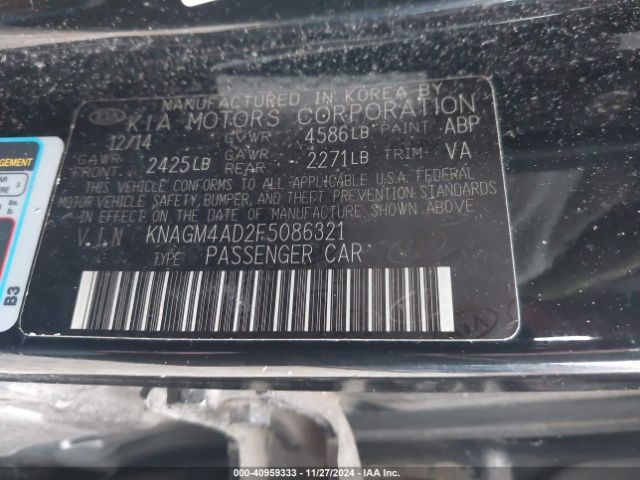 MANUFACTURED IN KOREA BY
KIA KIA MOTORS CORPORATION
12/14 GVWR 4586LB PAINT ABP
GAWR FRONT 2425LB GAWR REAR 2271LB TRIM VA
THIS VEHICLE CONFORMS TO ALL APPLICABLE U.S.A. FEDERAL
MOTOR VEHICLE SAFETY, BUMPER, AND THEFT PREVENTION STANDARDS
IN EFFECT ON THE DATE OF MANUFACTURE SHOWN ABOVE.
V.I.N KNAGM4AD2F5086321
TYPE PASSENGER CAR
B3
000-40959333 | 11/27/2024 | IAA Inc.